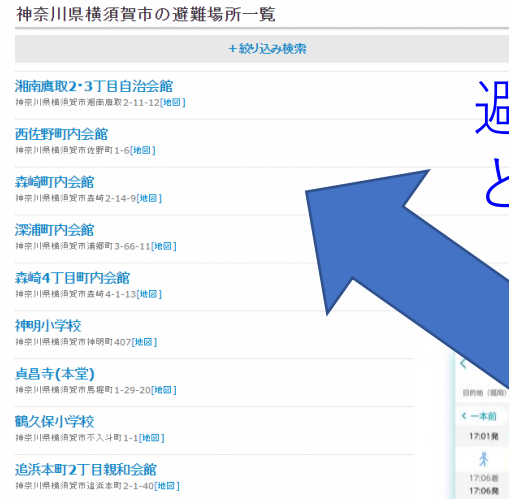 神奈川県横須賀市の避難場所一覧
+絞り込み検索
湘南鷹取2・3丁目自治会館
神奈川県横須賀市湘南鷹取2-11-12[地図]
西佐野町内会館
神奈川県横須賀市佐野町1-6[地図]
森崎町内会館
神奈川県横須賀市森崎2-14-9[地図]
深浦町内会館
神奈川県横須賀市浦郷町3-66-11[地図]
森崎4丁目町内会館
神奈川県横須賀市森崎4-1-13[地図]
神明小学校
神奈川県横須賀市神明町407[地図]
貞昌寺(本堂)
神奈川県横須賀市馬堀町1-29-20[地図]
鶴久保小学校
神奈川県横須賀市不入斗町1-1[地図]
追浜本町2丁目親和会館
神奈川県横須賀市追浜本町2-1-40[地図]
と
目的地
<一本前
17:01発
17:06着
17:06発